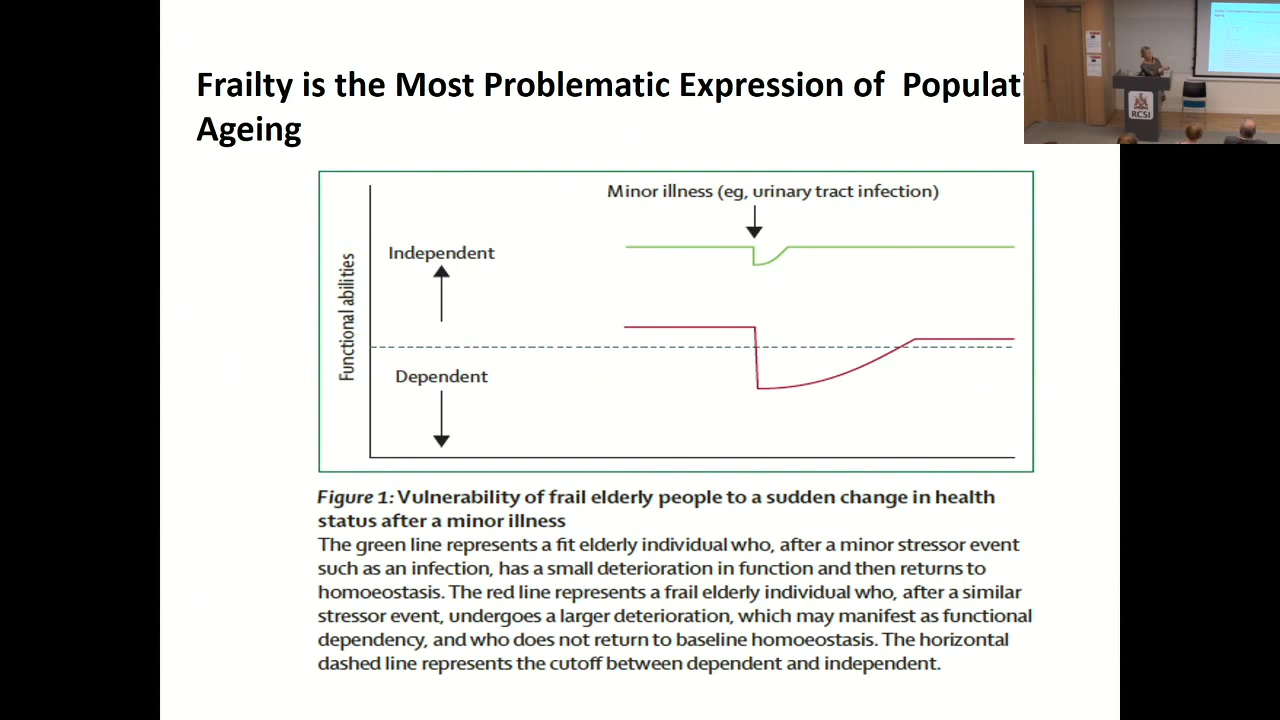 Frailty is the Most Problematic Expression of Populati
Ageing
Minor illness (eg, urinary tract infection)
Independent
Functional abilities
Dependent
Figure 1: Vulnerability of frail elderly people to a sudden change in health
status after a minor illness
The green line represents a fit elderly individual who, after a minor stressor event
such as an infection, has a small deterioration in function and then returns to
homoeostasis. The red line represents a frail elderly individual who, after a similar
stressor event, undergoes a larger deterioration, which may manifest as functional
dependency, and who does not return to baseline homoeostasis. The horizontal
dashed line represents the cutoff between dependent and independent.
RCSI